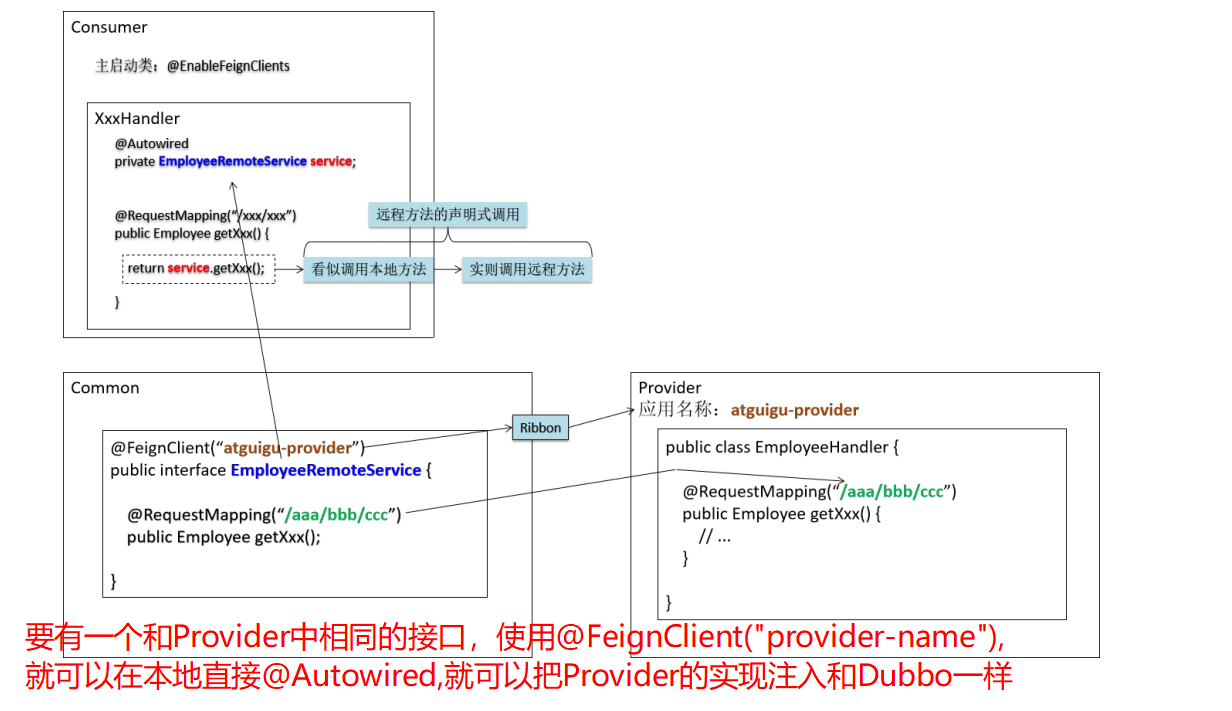 Consumer
主启动类：@EnableFeignClients
XxxHandler
@Autowired
private EmployeeRemoteService service;
@RequestMapping(“/xxx/xxx”)
public Employee getXxx() {
return service.getXxx();
}
远程方法的声明式调用
看似调用本地方法
实则调用远程方法
Common
@FeignClient(“atguigu-provider”)
public interface EmployeeRemoteService {
@RequestMapping(“/aaa/bbb/ccc”)
public Employee getXxx();
}
Ribbon
Provider
应用名称：atguigu-provider
public class EmployeeHandler {
@RequestMapping(“/aaa/bbb/ccc”)
public Employee getXxx() {
// ...
}
}
要有一个和Provider中相同的接口，使用@FeignClient("provider-name"),
就可以在本地直接@Autowired,就可以把Provider的实现注入和Dubbo一样